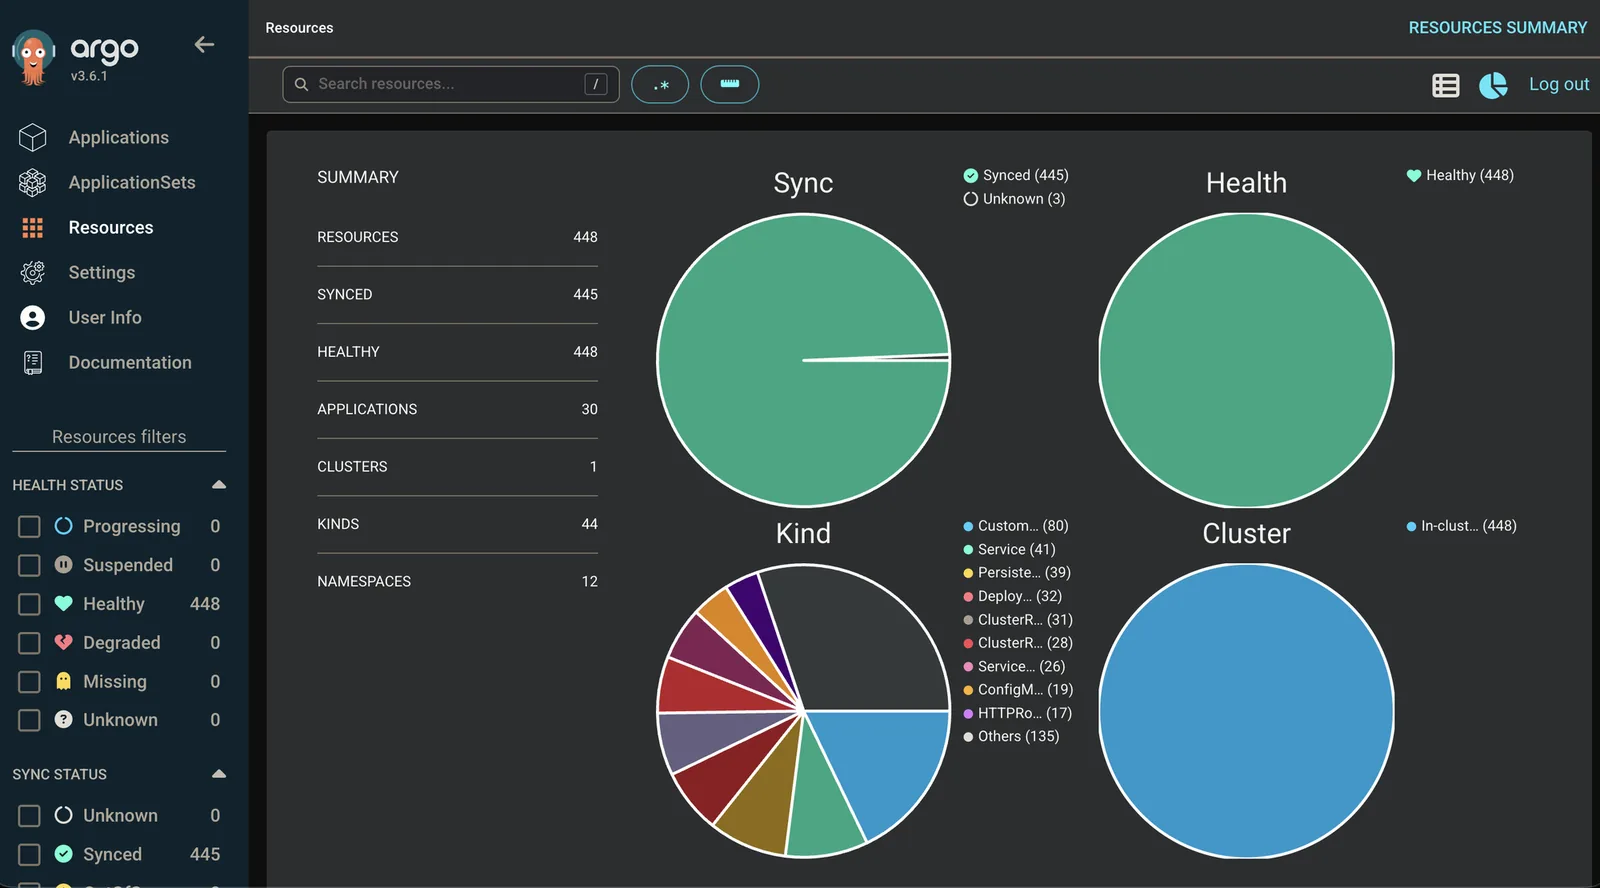 argo
v3.6.1
Applications
ApplicationSets
Resources
Settings
User Info
Documentation
Resources filters
HEALTH STATUS
Progressing 0
Suspended 0
Healthy 448
Degraded 0
Missing 0
Unknown 0
SYNC STATUS
Unknown 0
Synced 445
Resources
RESOURCES SUMMARY
Search resources... /
.*
Log out
SUMMARY
RESOURCES 448
SYNCED 445
HEALTHY 448
APPLICATIONS 30
CLUSTERS 1
KINDS 44
NAMESPACES 12
Sync
Synced (445)
Unknown (3)
Health
Healthy (448)
Kind
Custom... (80)
Service (41)
Persiste... (39)
Deploy... (32)
ClusterR... (31)
ClusterR... (28)
Service... (26)
ConfigM... (19)
HTTPRo... (17)
Others (135)
Cluster
In-clust... (448)